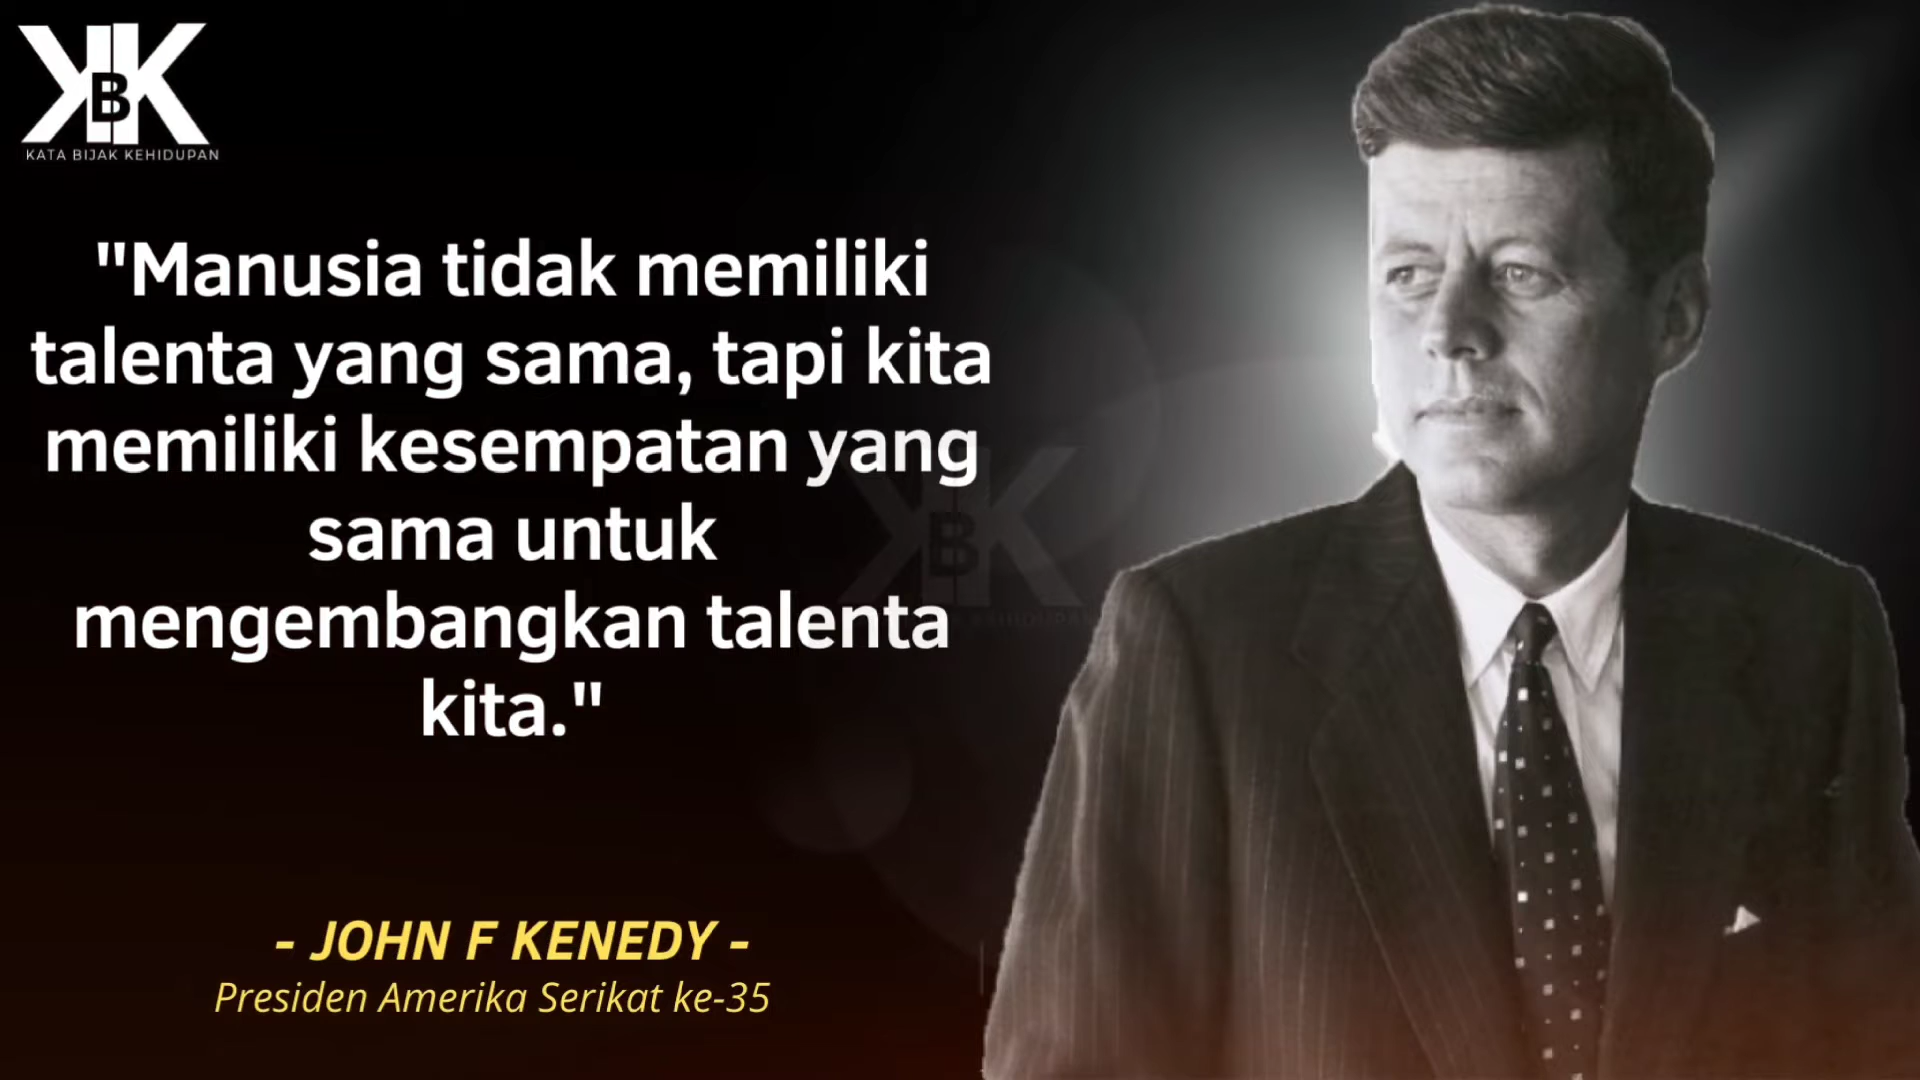 KBK
KATA BIJAK KEHIDUPAN
"Manusia tidak memiliki
talenta yang sama, tapi kita
memiliki kesempatan yang
sama untuk
mengembangkan talenta
kita."
KBK
- JOHN F KENEDY -
Presiden Amerika Serikat ke-35